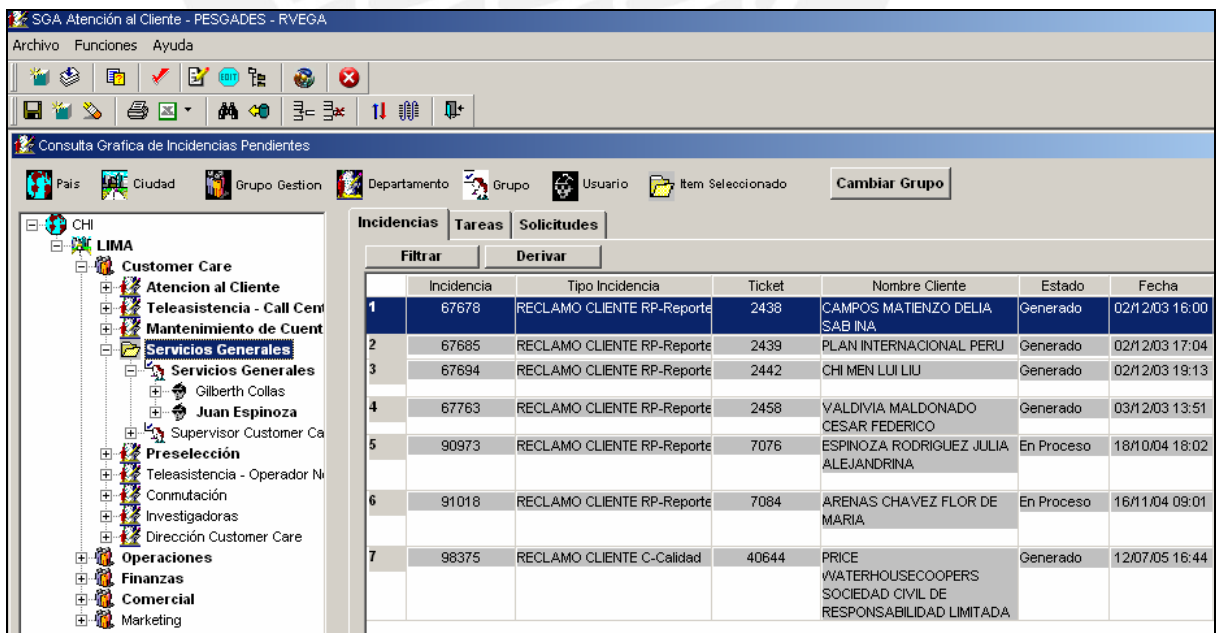 SGA Atención al Cliente - PESGADES - RVEGA
Archivo Funciones Ayuda
EDIT
Consulta Grafica de Incidencias Pendientes
Pais Ciudad Grupo Gestion Departamento Grupo Usuario Item Seleccionado Cambiar Grupo
CHI
LIMA
Customer Care
Atencion al Cliente
Teleasistencia - Call Cent
Mantenimiento de Cuent
Servicios Generales
Servicios Generales
Gilberth Collas
Juan Espinoza
Supervisor Customer Ca
Preselección
Teleasistencia - Operador N
Conmutación
Investigadoras
Dirección Customer Care
Operaciones
Finanzas
Comercial
Marketing
Incidencias Tareas Solicitudes
Filtrar Derivar
Incidencia Tipo Incidencia Ticket Nombre Cliente Estado Fecha
1 67678 RECLAMO CLIENTE RP-Reporte 2438 CAMPOS MATIENZO DELIA Generado 02/12/03 16:00
SAB INA
2 67685 RECLAMO CLIENTE RP-Reporte 2439 PLAN INTERNACIONAL PERU Generado 02/12/03 17:04
3 67694 RECLAMO CLIENTE RP-Reporte 2442 CHI MEN LUI LIU Generado 02/12/03 19:13
4 67763 RECLAMO CLIENTE RP-Reporte 2458 VALDIVIA MALDONADO Generado 03/12/03 13:51
CESAR FEDERICO
5 90973 RECLAMO CLIENTE RP-Reporte 7076 ESPINOZA RODRIGUEZ JULIA En Proceso 18/10/04 18:02
ALEJANDRINA
6 91018 RECLAMO CLIENTE RP-Reporte 7084 ARENAS CHAVEZ FLOR DE En Proceso 16/11/04 09:01
MARIA
7 98375 RECLAMO CLIENTE C-Calidad 40644 PRICE Generado 12/07/05 16:44
WATERHOUSECOOPERS
SOCIEDAD CIVIL DE
RESPONSABILIDAD LIMITADA